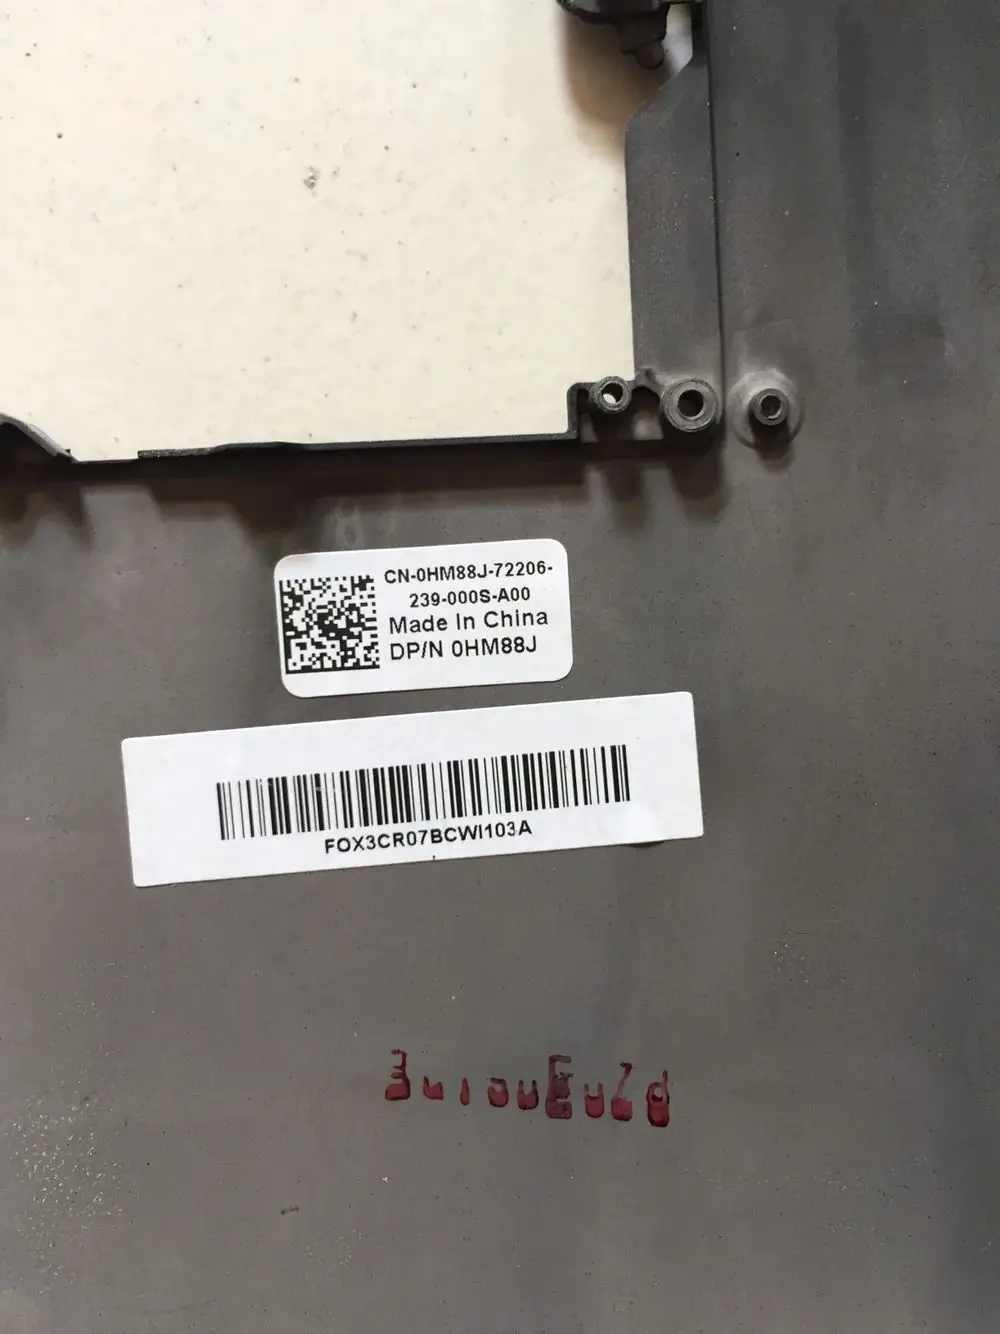 CN-0HM88J-72206-
239-000S-A00
Made In China
DP/N 0HM88J
FOX3CR07BCWI103A